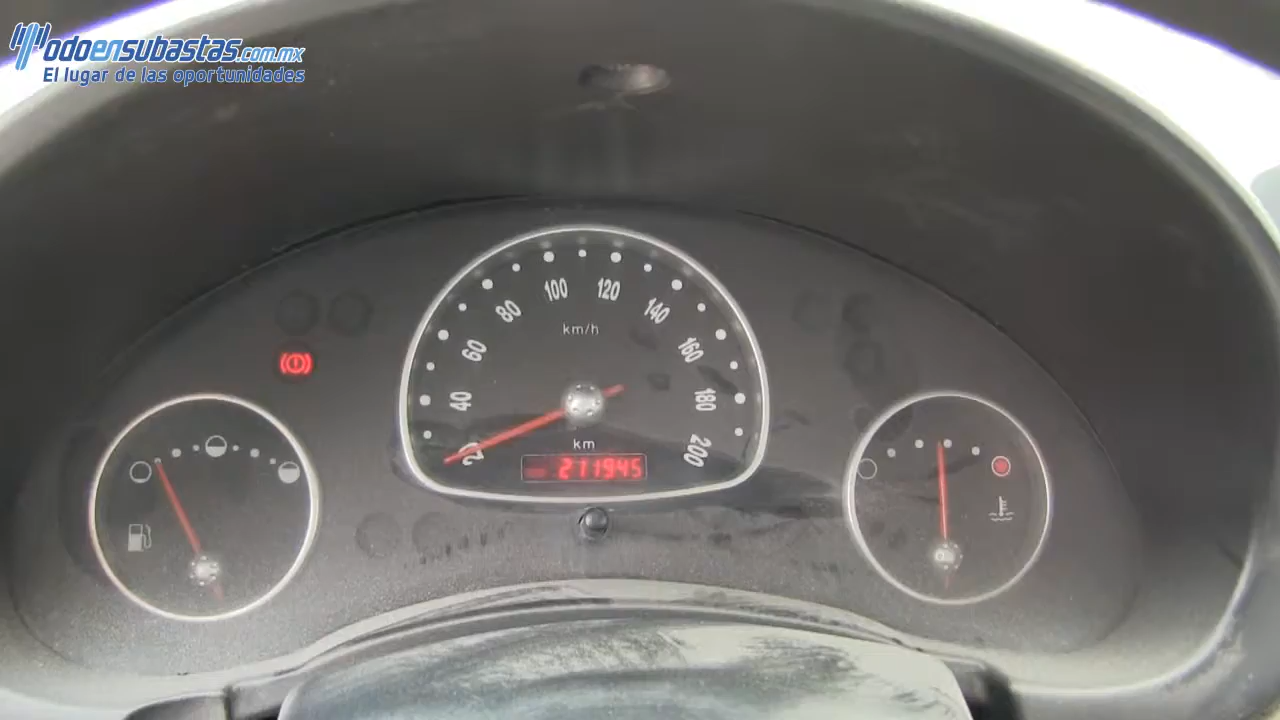 Todoensubastas.com.mx
El lugar de las oportunidades
100
120
80
140
km/h
60
160
40
180
km
20
200
211945